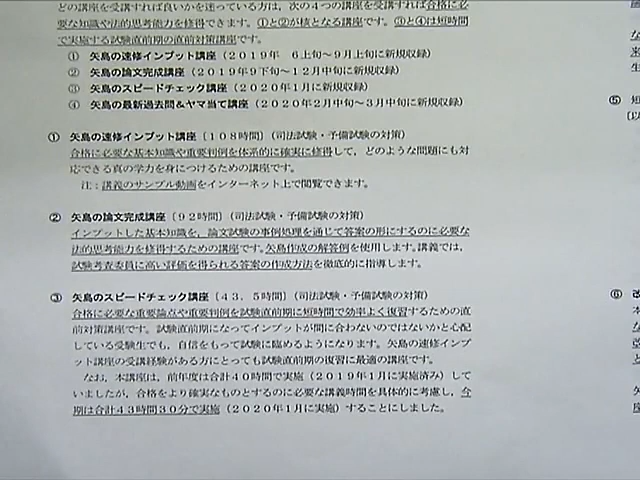 どの講座を受講すれば良いかを迷っている方は，次の４つの講座を受講すれば合格に必
要な知識や法的思考能力を修得できます。①と②が核となる講座です。③と④は短時間
で実施する試験直前期の直前対策講座です。
① 矢島の速修インプット講座（２０１９年　６上旬～９月上旬に新規収録）
② 矢島の論文完成講座（２０１９年９下旬～１２月中旬に新規収録）
③ 矢島のスピードチェック講座（２０２０年１月に新規収録）
④ 矢島の最新過去問＆ヤマ当て講座（２０２０年２月中旬～３月中旬に新規収録）
① 矢島の速修インプット講座〔１０８時間〕（司法試験・予備試験の対策）
合格に必要な基本知識や重要判例を体系的に確実に修得して，どのような問題にも対
応できる真の学力を身につけるための講座です。
注：講義のサンプル動画をインターネット上で閲覧できます。
② 矢島の論文完成講座〔９２時間〕（司法試験・予備試験の対策）
インプットした基本知識を，論文試験の事例処理を通じて答案の形にするのに必要な
法的思考能力を修得するための講座です。矢島作成の解答例を使用します。講義では，
試験考査委員に高い評価を得られる答案の作成方法を徹底的に指導します。
③ 矢島のスピードチェック講座〔４３．５時間〕（司法試験・予備試験の対策）
合格に必要な重要論点や重要判例を試験直前期に短時間で効率よく復習するための直
前対策講座です。試験直前期になってインプットが間に合わないのではないかと心配
している受験生でも，自信をもって試験に臨めるようになります。矢島の速修インプ
ット講座の受講経験がある方にとっても試験直前期の復習に最適の講座です。
なお，本講座は，前年度は合計４０時間で実施（２０１９年１月に実施済み）して
いましたが，合格をより確実なものとするのに必要な講義時間を具体的に考慮し，今
期は合計４３時間３０分で実施（２０２０年１月に実施）することにしました。
な
生
⑤ 短
〔以
⑥ 改
本
な
と
矢
座